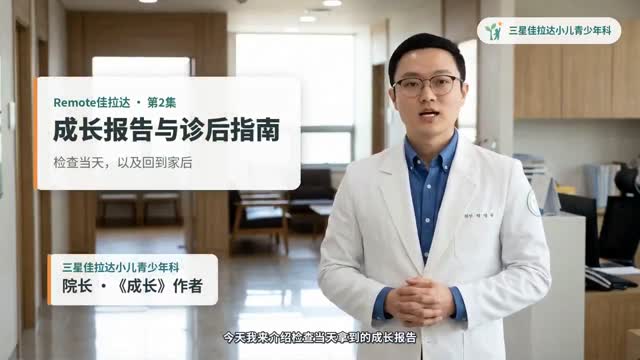 三星佳拉达小儿青少年科
Remote佳拉达 · 第2集
成长报告与诊后指南
检查当天，以及回到家后
三星佳拉达小儿青少年科
院长 · 《成长》作者
今天我来介绍检查当天拿到的成长报告